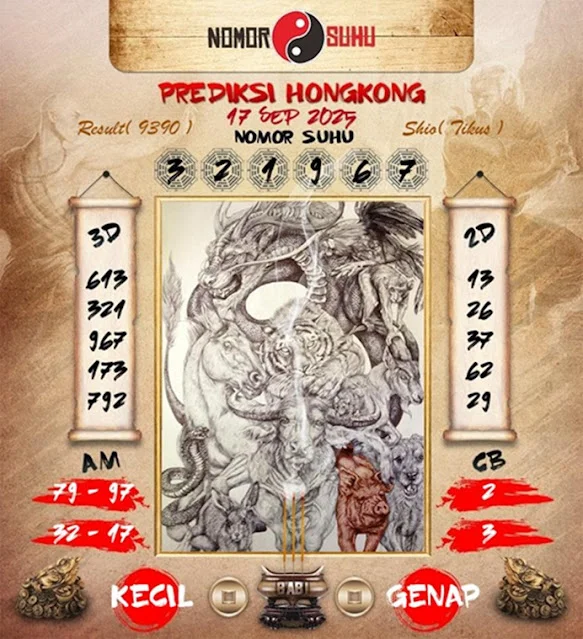 NOMOR SUHU
PREDIKSI HONGKONG
17 SEP 2025
Result( 9390 )
NOMOR SUHU
Shio( Tikus )
3 2 1 9 6 7
3D
613
321
967
173
792
2D
13
26
37
62
29
AM
79 - 97
32 - 17
CB
2
3
KECIL
BABI
GENAP